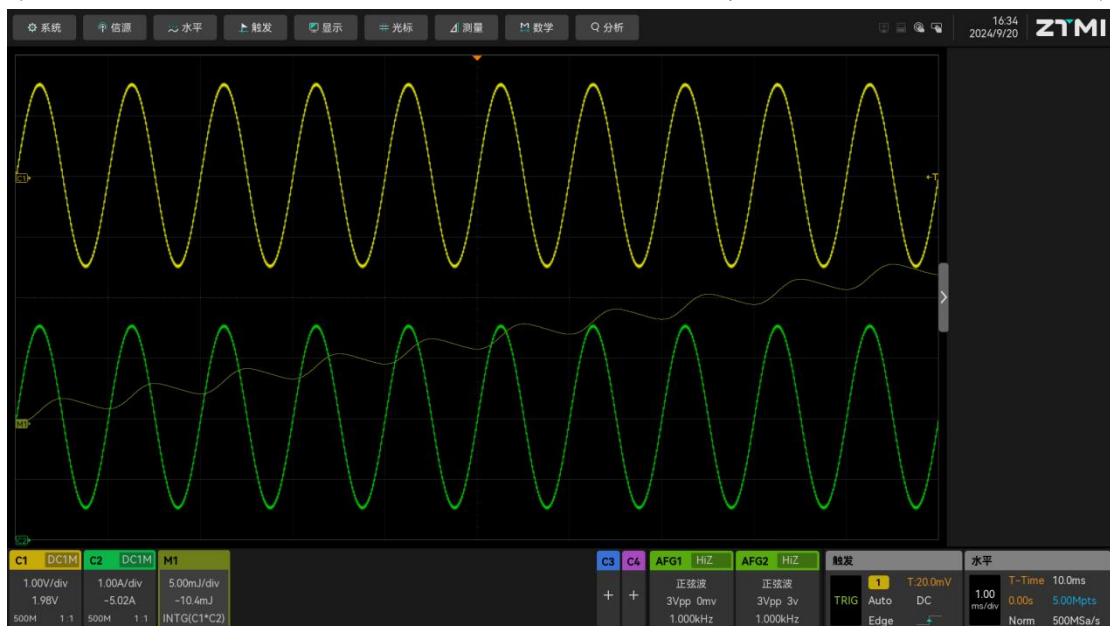 系统 信源 水平 触发 显示 光标 测量 数学 分析 16:34 2024/9/20 ZTMI
C1
T
M1
C2
C1 DC1M C2 DC1M M1 C3 C4 AFG1 HiZ AFG2 HiZ 触发 水平
1.00V/div 1.00A/div 5.00mJ/div 正弦波 正弦波 1 T:20.0mV T-Time 10.0ms
1.98V -5.02A -10.4mJ + + 3Vpp 0mv 3Vpp 3v TRIG Auto DC 1.00 ms/div 0.00s 5.00Mpts
500M 1:1 500M 1:1 INTG(C1*C2) 1.000kHz 1.000kHz Edge Norm 500MSa/s